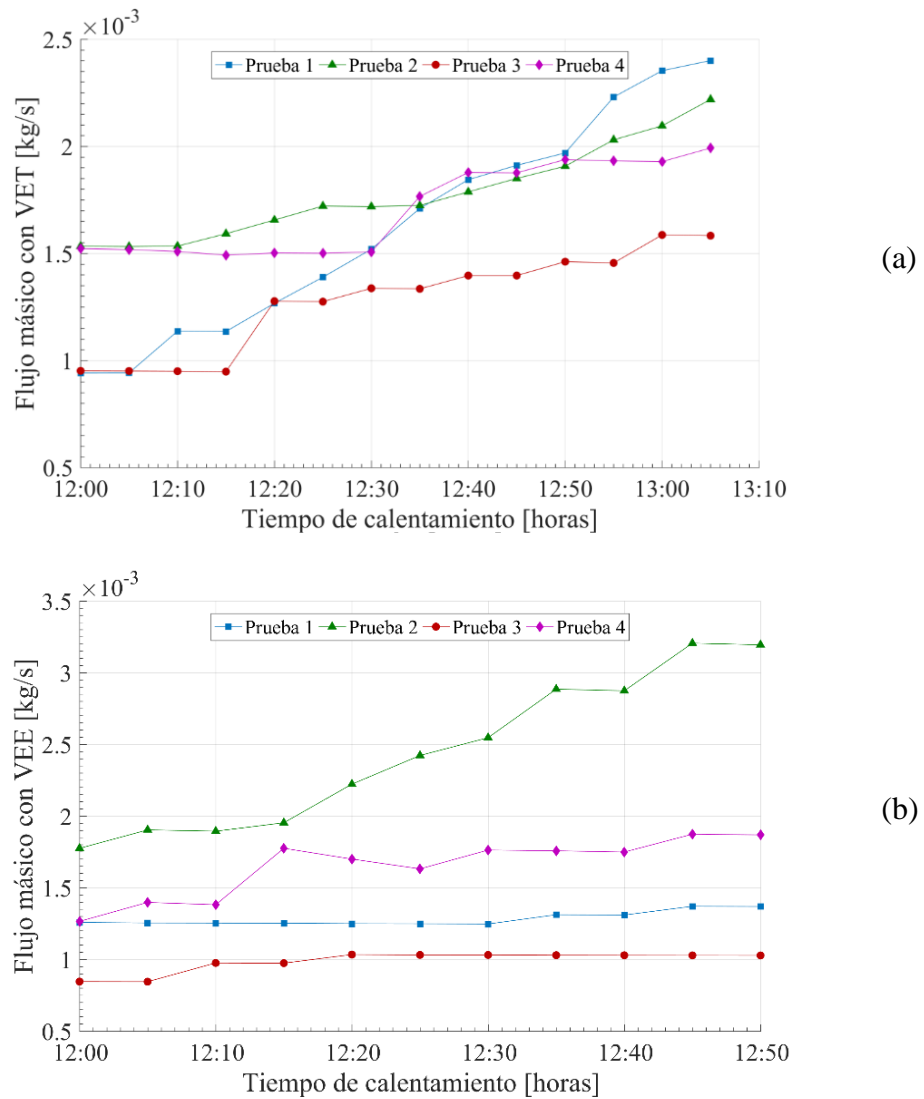 ×10⁻³
2.5
Prueba 1 Prueba 2 Prueba 3 Prueba 4
2
1.5
1
0.5
Flujo másico con VET [kg/s]
12:00 12:10 12:20 12:30 12:40 12:50 13:00 13:10
Tiempo de calentamiento [horas]
(a)
×10⁻³
3.5
Prueba 1 Prueba 2 Prueba 3 Prueba 4
3
2.5
2
1.5
1
0.5
Flujo másico con VEE [kg/s]
12:00 12:10 12:20 12:30 12:40 12:50
Tiempo de calentamiento [horas]
(b)